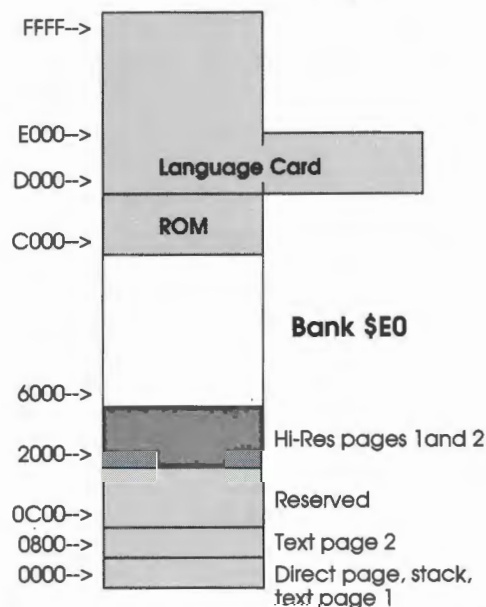 FFFF-->
E000-->
Language Card
D000-->
ROM
C000-->
Bank $E0
6000-->
Hi-Res pages 1and 2
2000-->
Reserved
0C00-->
0800-->
Text page 2
0000-->
Direct page, stack,
text page 1